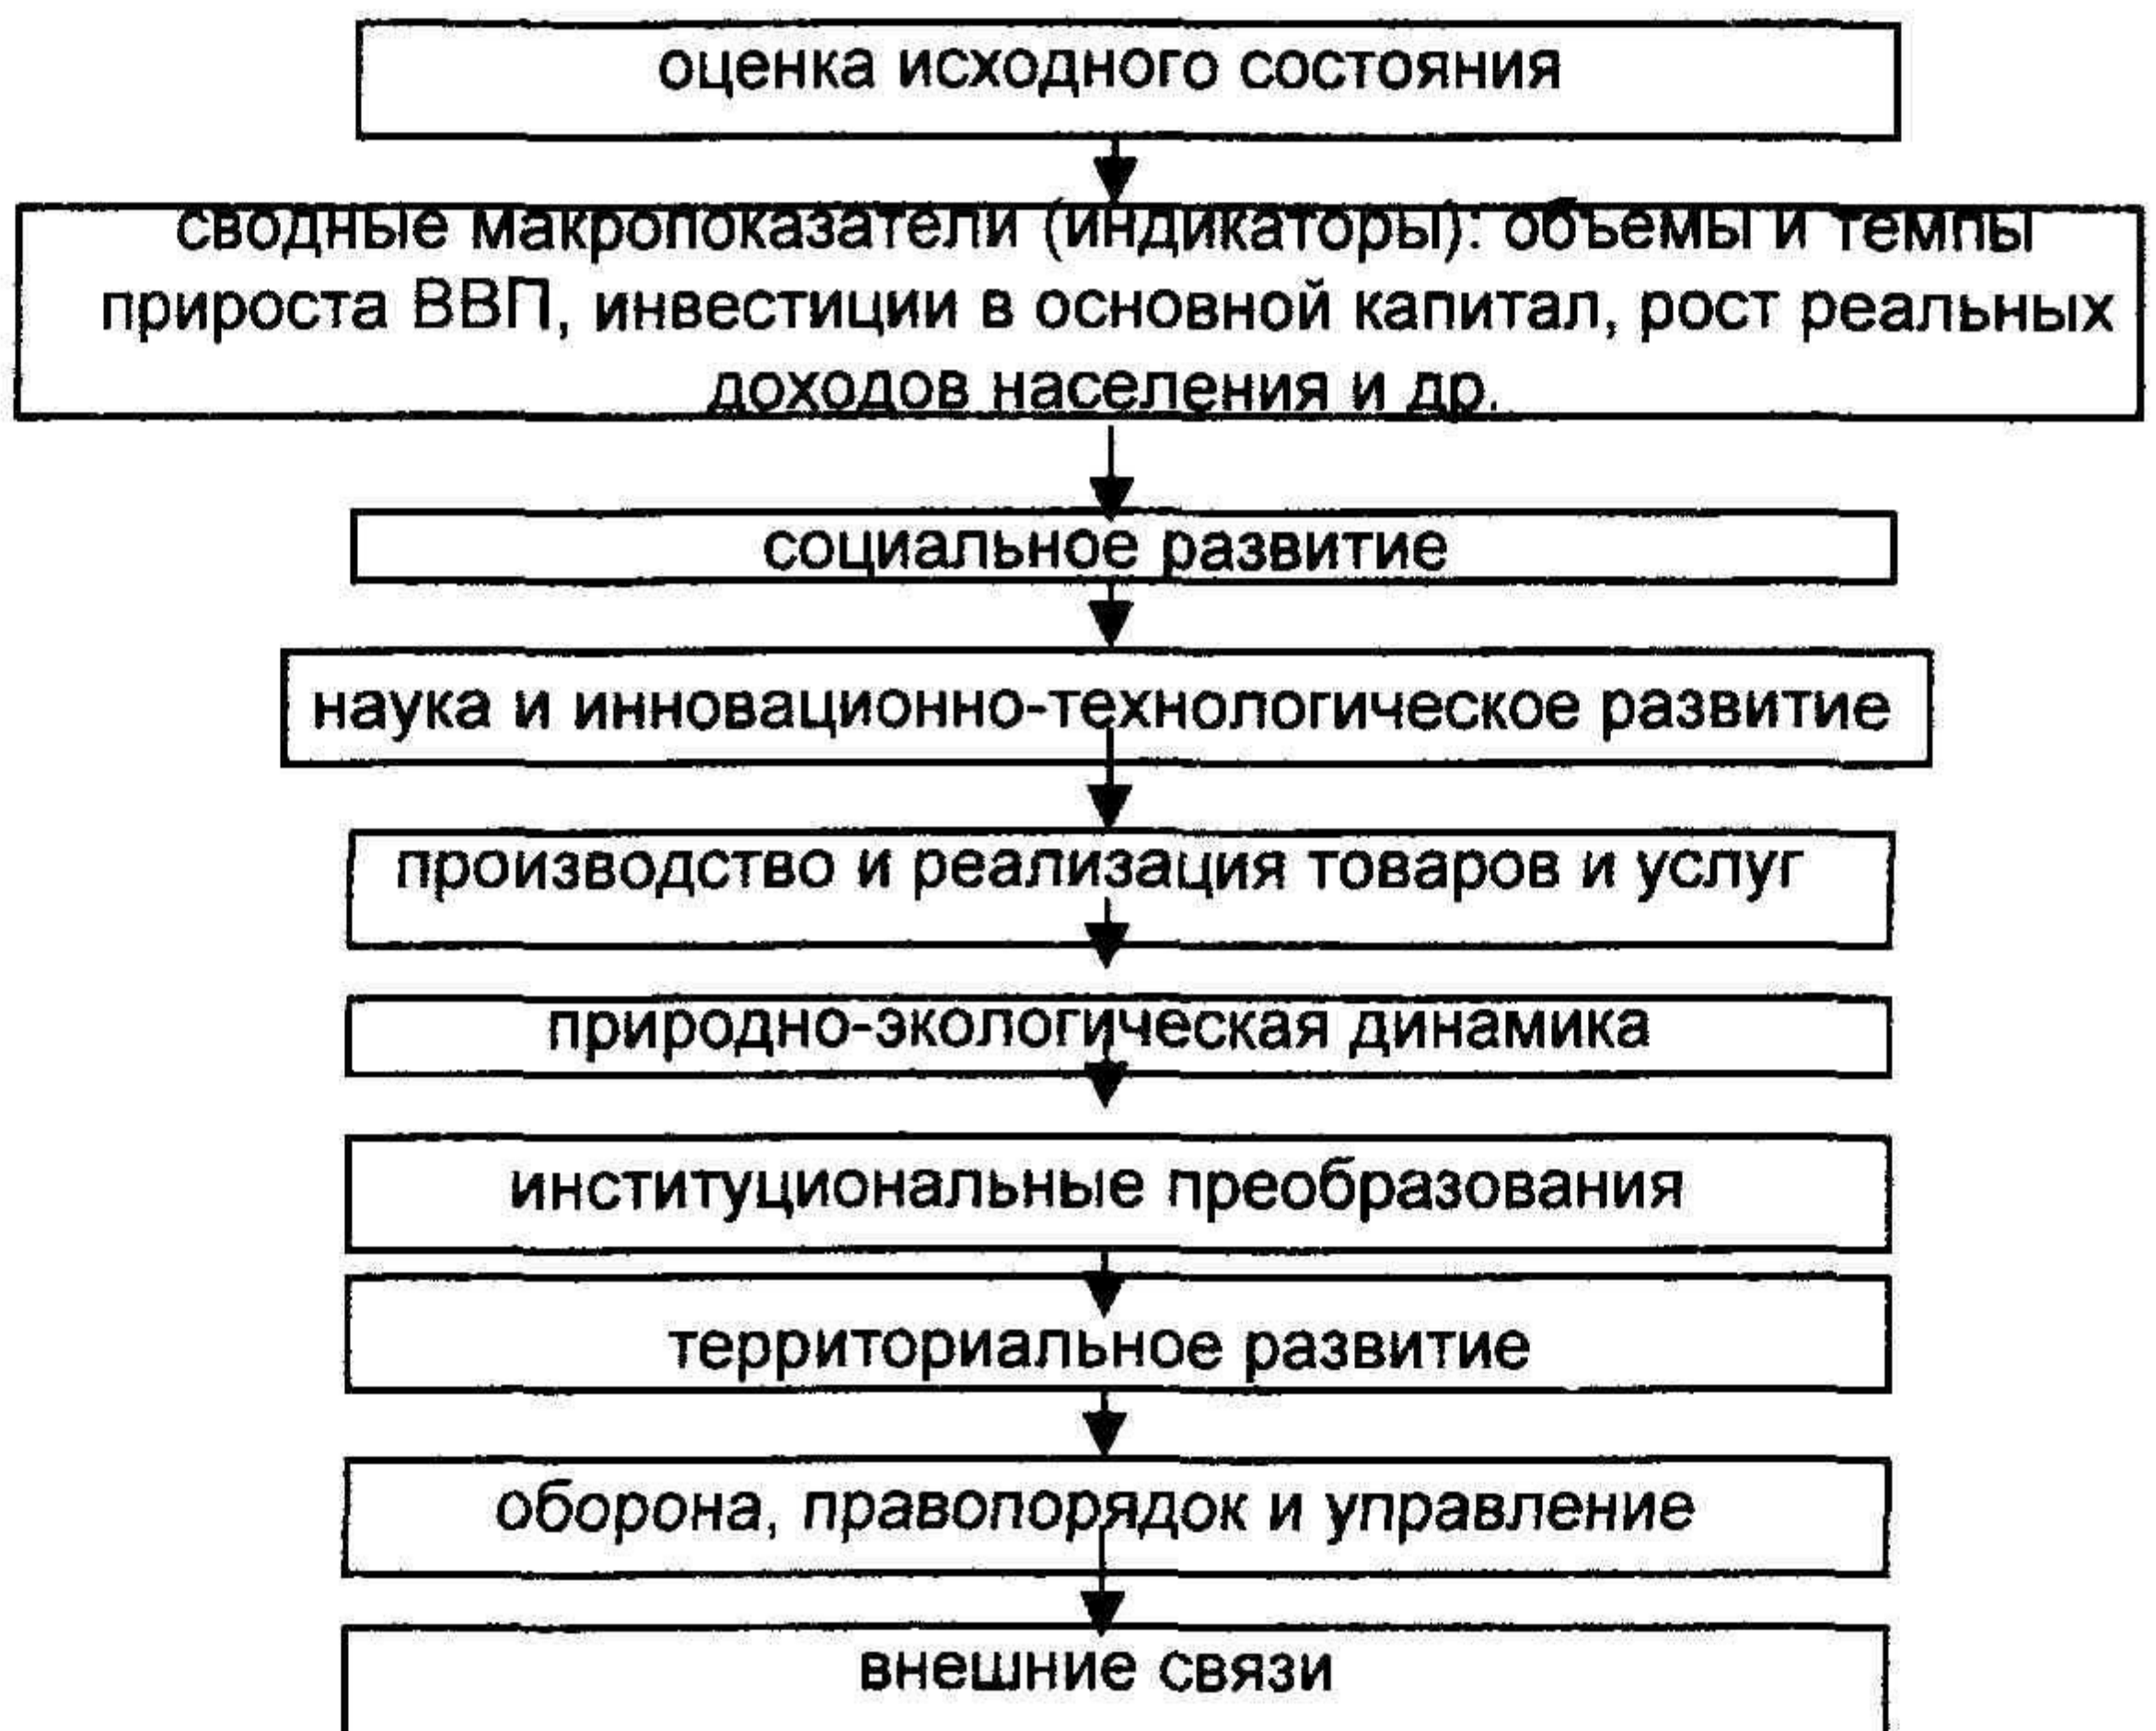 оценка исходного состояния
сводные макропоказатели (индикаторы): объемы и темпы
прироста ВВП, инвестиции в основной капитал, рост реальных
доходов населения и др.
социальное развитие
наука и инновационно-технологическое развитие
производство и реализация товаров и услуг
природно-экологическая динамика
институциональные преобразования
территориальное развитие
оборона, правопорядок и управление
внешние связи